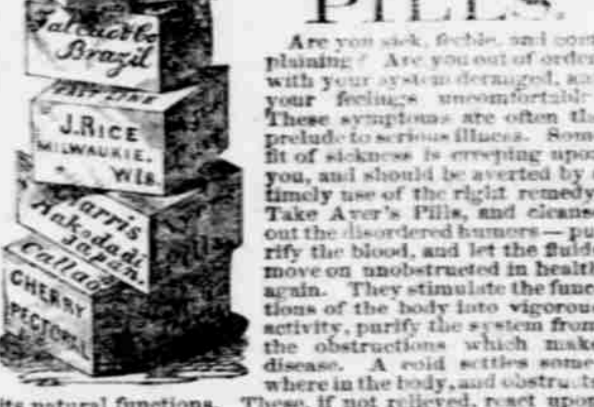 PILLS.
Talcahobo
Brazil
FAST LINE
J. RICE
MILWAUKIE.
Wis
Harris
Hakodadi
Japan.
Callao
CHERRY
PECTORAL
Are you sick, feeble, and com
plaining? Are you out of order
with your system deranged, and
your feelings uncomfortable
These symptoms are often the
prelude to serious illness. Some
fit of sickness is creeping upon
you, and should be averted by a
timely use of the right remedy.
Take Ayer's Pills, and cleanse
out the disordered humors — pu
rify the blood, and let the fluids
move on unobstructed in health
again. They stimulate the func
tions of the body into vigorous
activity, purify the system from
the obstructions which make
disease. A cold settles some
where in the body, and obstructs
its natural functions. These, if not relieved, react upon